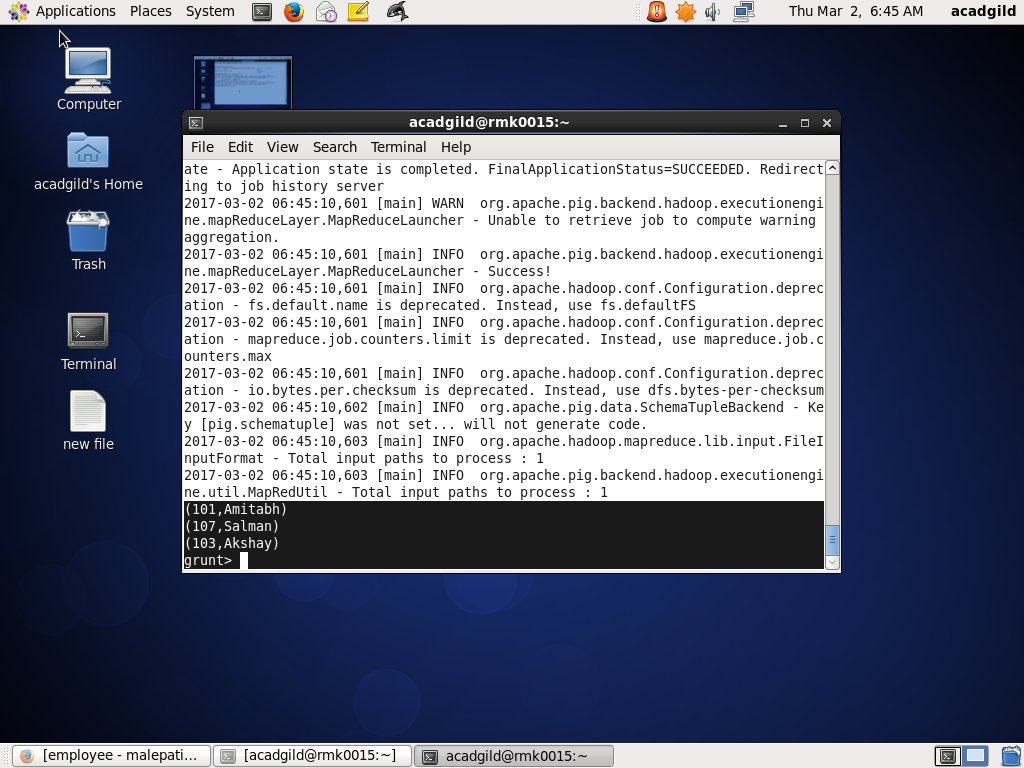 Applications Places System
Thu Mar 2, 6:45 AM acadgild
Computer
acadgild's Home
Trash
Terminal
new file
acadgild@rmk0015:~
File Edit View Search Terminal Help
ate - Application state is completed. FinalApplicationStatus=SUCCEEDED. Redirect
ing to job history server
2017-03-02 06:45:10,601 [main] WARN  org.apache.pig.backend.hadoop.executionengi
ne.mapReduceLayer.MapReduceLauncher - Unable to retrieve job to compute warning
aggregation.
2017-03-02 06:45:10,601 [main] INFO  org.apache.pig.backend.hadoop.executionengi
ne.mapReduceLayer.MapReduceLauncher - Success!
2017-03-02 06:45:10,601 [main] INFO  org.apache.hadoop.conf.Configuration.deprec
ation - fs.default.name is deprecated. Instead, use fs.defaultFS
2017-03-02 06:45:10,601 [main] INFO  org.apache.hadoop.conf.Configuration.deprec
ation - mapreduce.job.counters.limit is deprecated. Instead, use mapreduce.job.c
ounters.max
2017-03-02 06:45:10,601 [main] INFO  org.apache.hadoop.conf.Configuration.deprec
ation - io.bytes.per.checksum is deprecated. Instead, use dfs.bytes-per-checksum
2017-03-02 06:45:10,602 [main] INFO  org.apache.pig.data.SchemaTupleBackend - Ke
y [pig.schematuple] was not set... will not generate code.
2017-03-02 06:45:10,603 [main] INFO  org.apache.hadoop.mapreduce.lib.input.FileI
nputFormat - Total input paths to process : 1
2017-03-02 06:45:10,603 [main] INFO  org.apache.pig.backend.hadoop.executionengi
ne.util.MapRedUtil - Total input paths to process : 1
(101,Amitabh)
(107,Salman)
(103,Akshay)
grunt>
[employee - malepati... [acadgild@rmk0015:~] acadgild@rmk0015:~